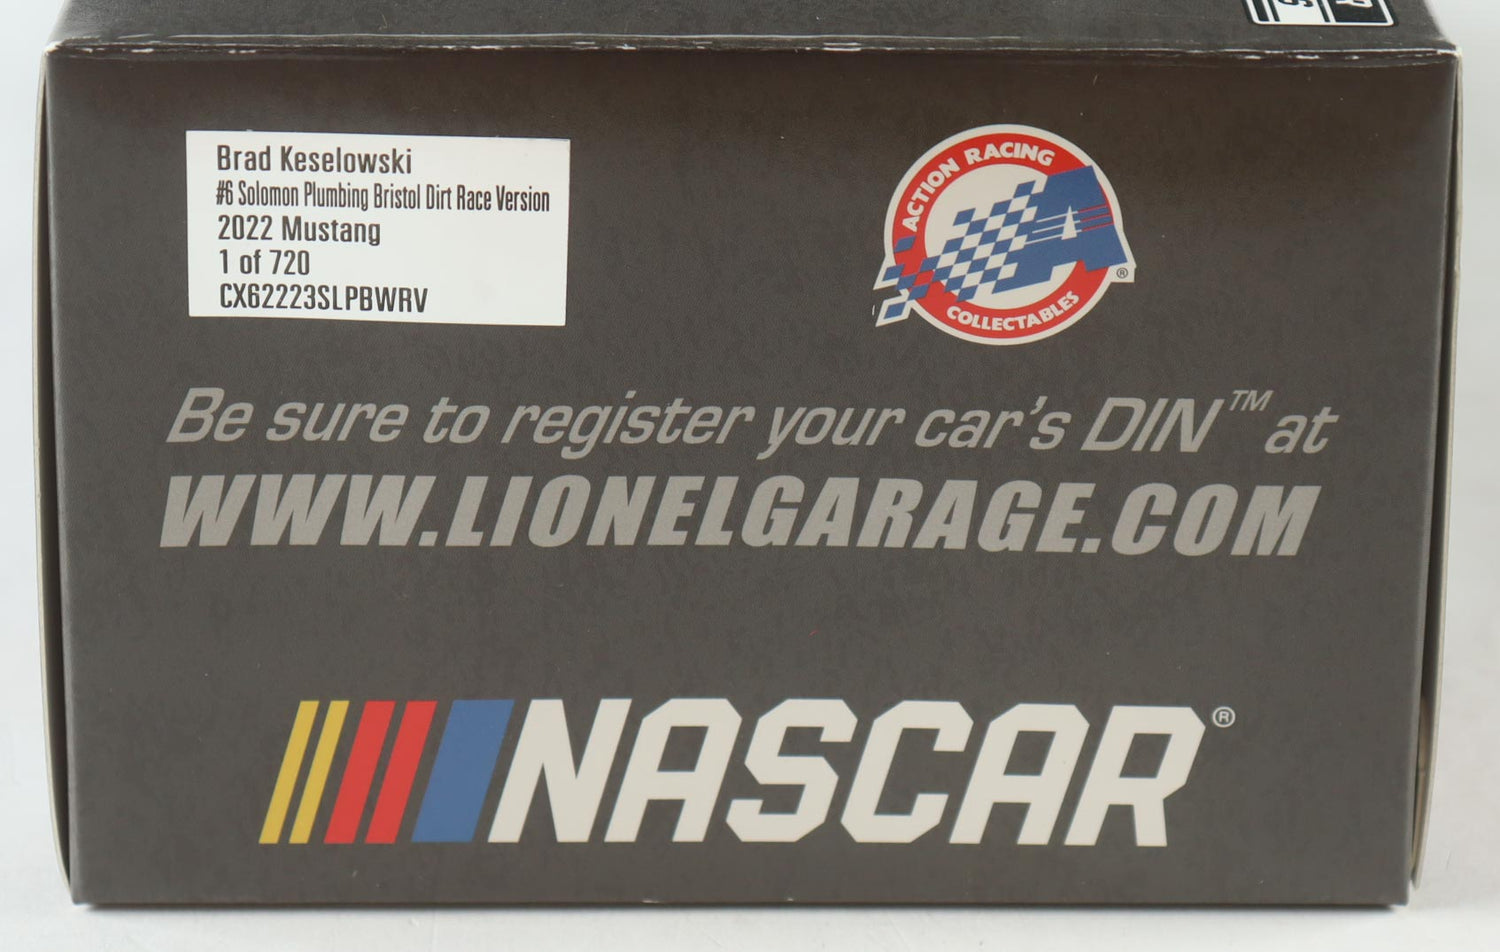 Brad Keselowski
#6 Solomon Plumbing Bristol Dirt Race Version
2022 Mustang
1 of 720
CX62223SLPBWRV
ACTION RACING
A®
COLLECTABLES
Be sure to register your car's DIN™ at
WWW.LIONELGARAGE.COM
NASCAR®